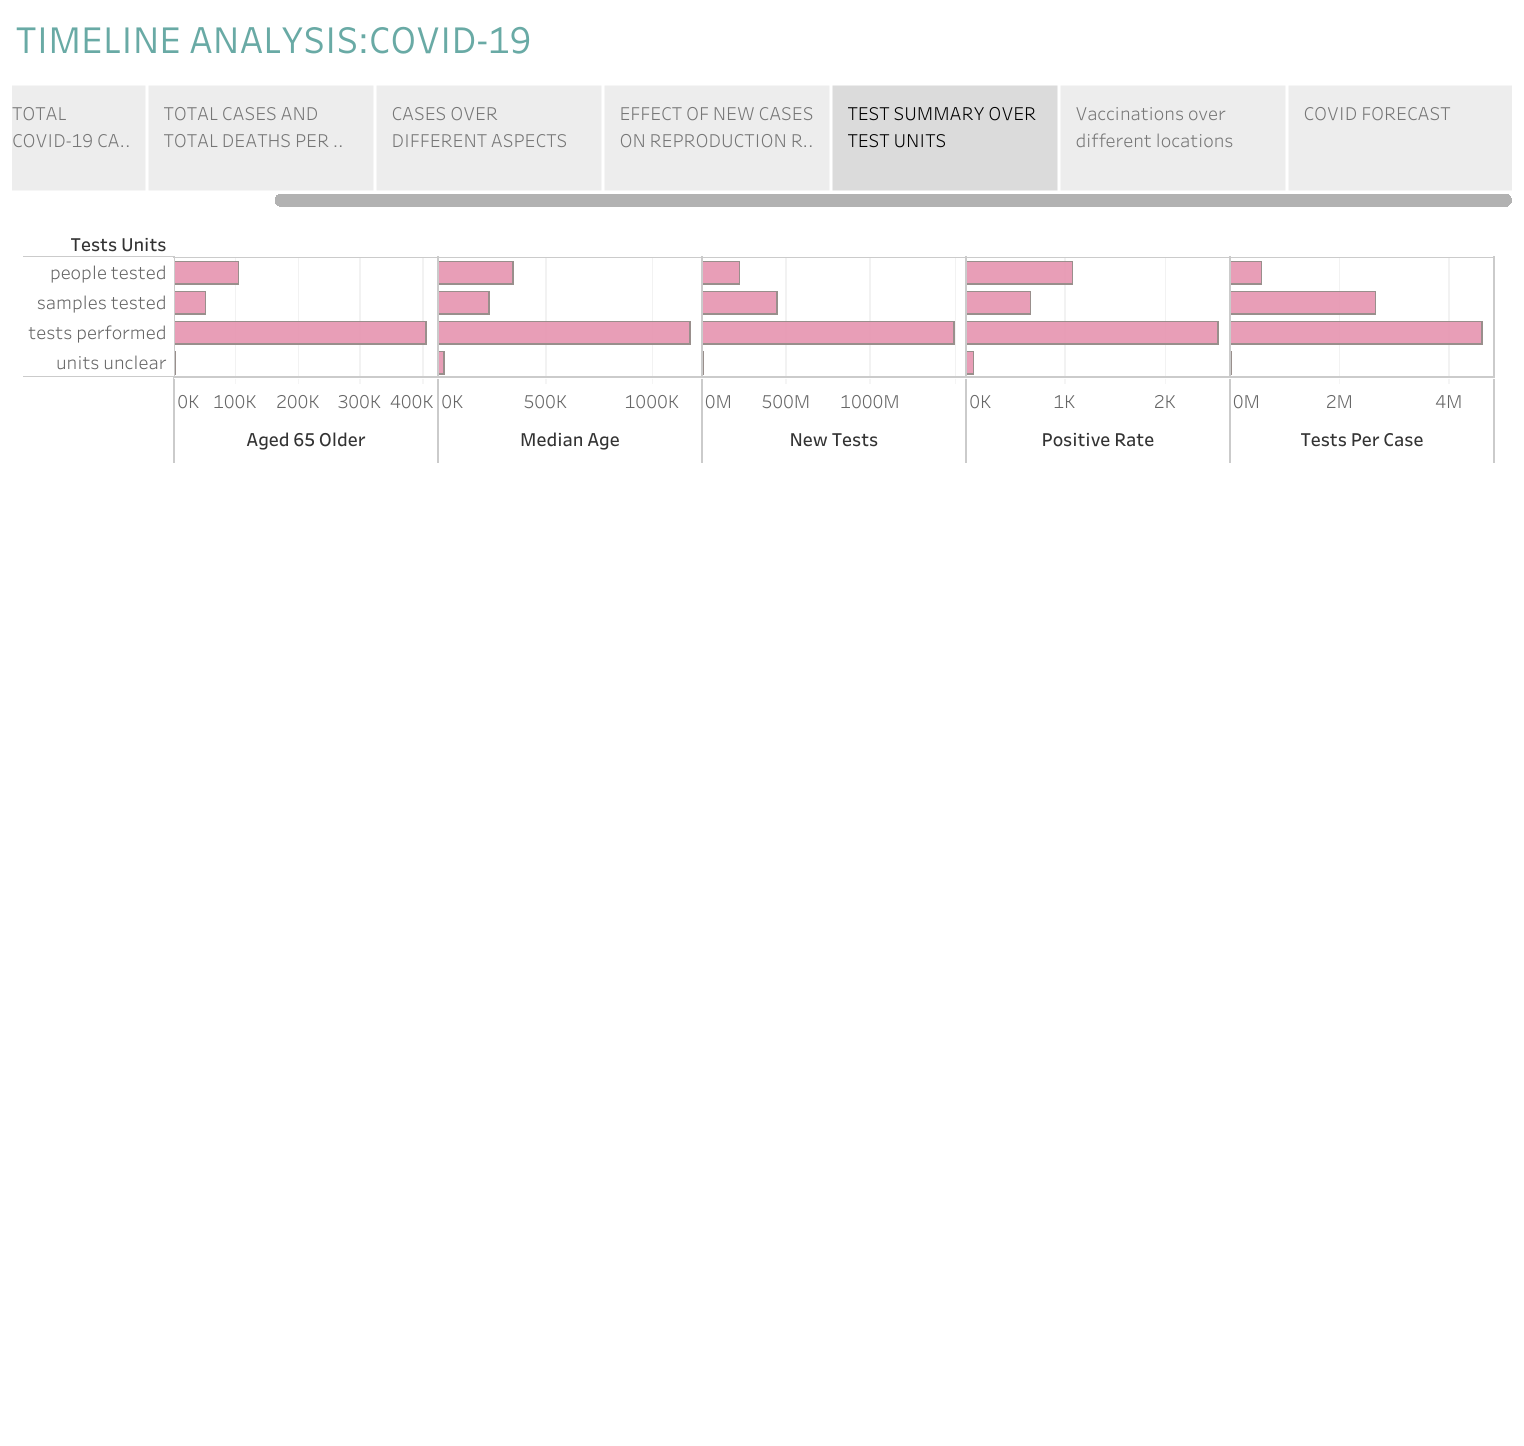 TIMELINE ANALYSIS:COVID-19
TOTAL
COVID-19 CA..
TOTAL CASES AND
TOTAL DEATHS PER ..
CASES OVER
DIFFERENT ASPECTS
EFFECT OF NEW CASES
ON REPRODUCTION R..
TEST SUMMARY OVER
TEST UNITS
Vaccinations over
different locations
COVID FORECAST
Tests Units
people tested
samples tested
tests performed
units unclear
0K 100K 200K 300K 400K 0K 500K 1000K 0M 500M 1000M 0K 1K 2K 0M 2M 4M
Aged 65 Older Median Age New Tests Positive Rate Tests Per Case